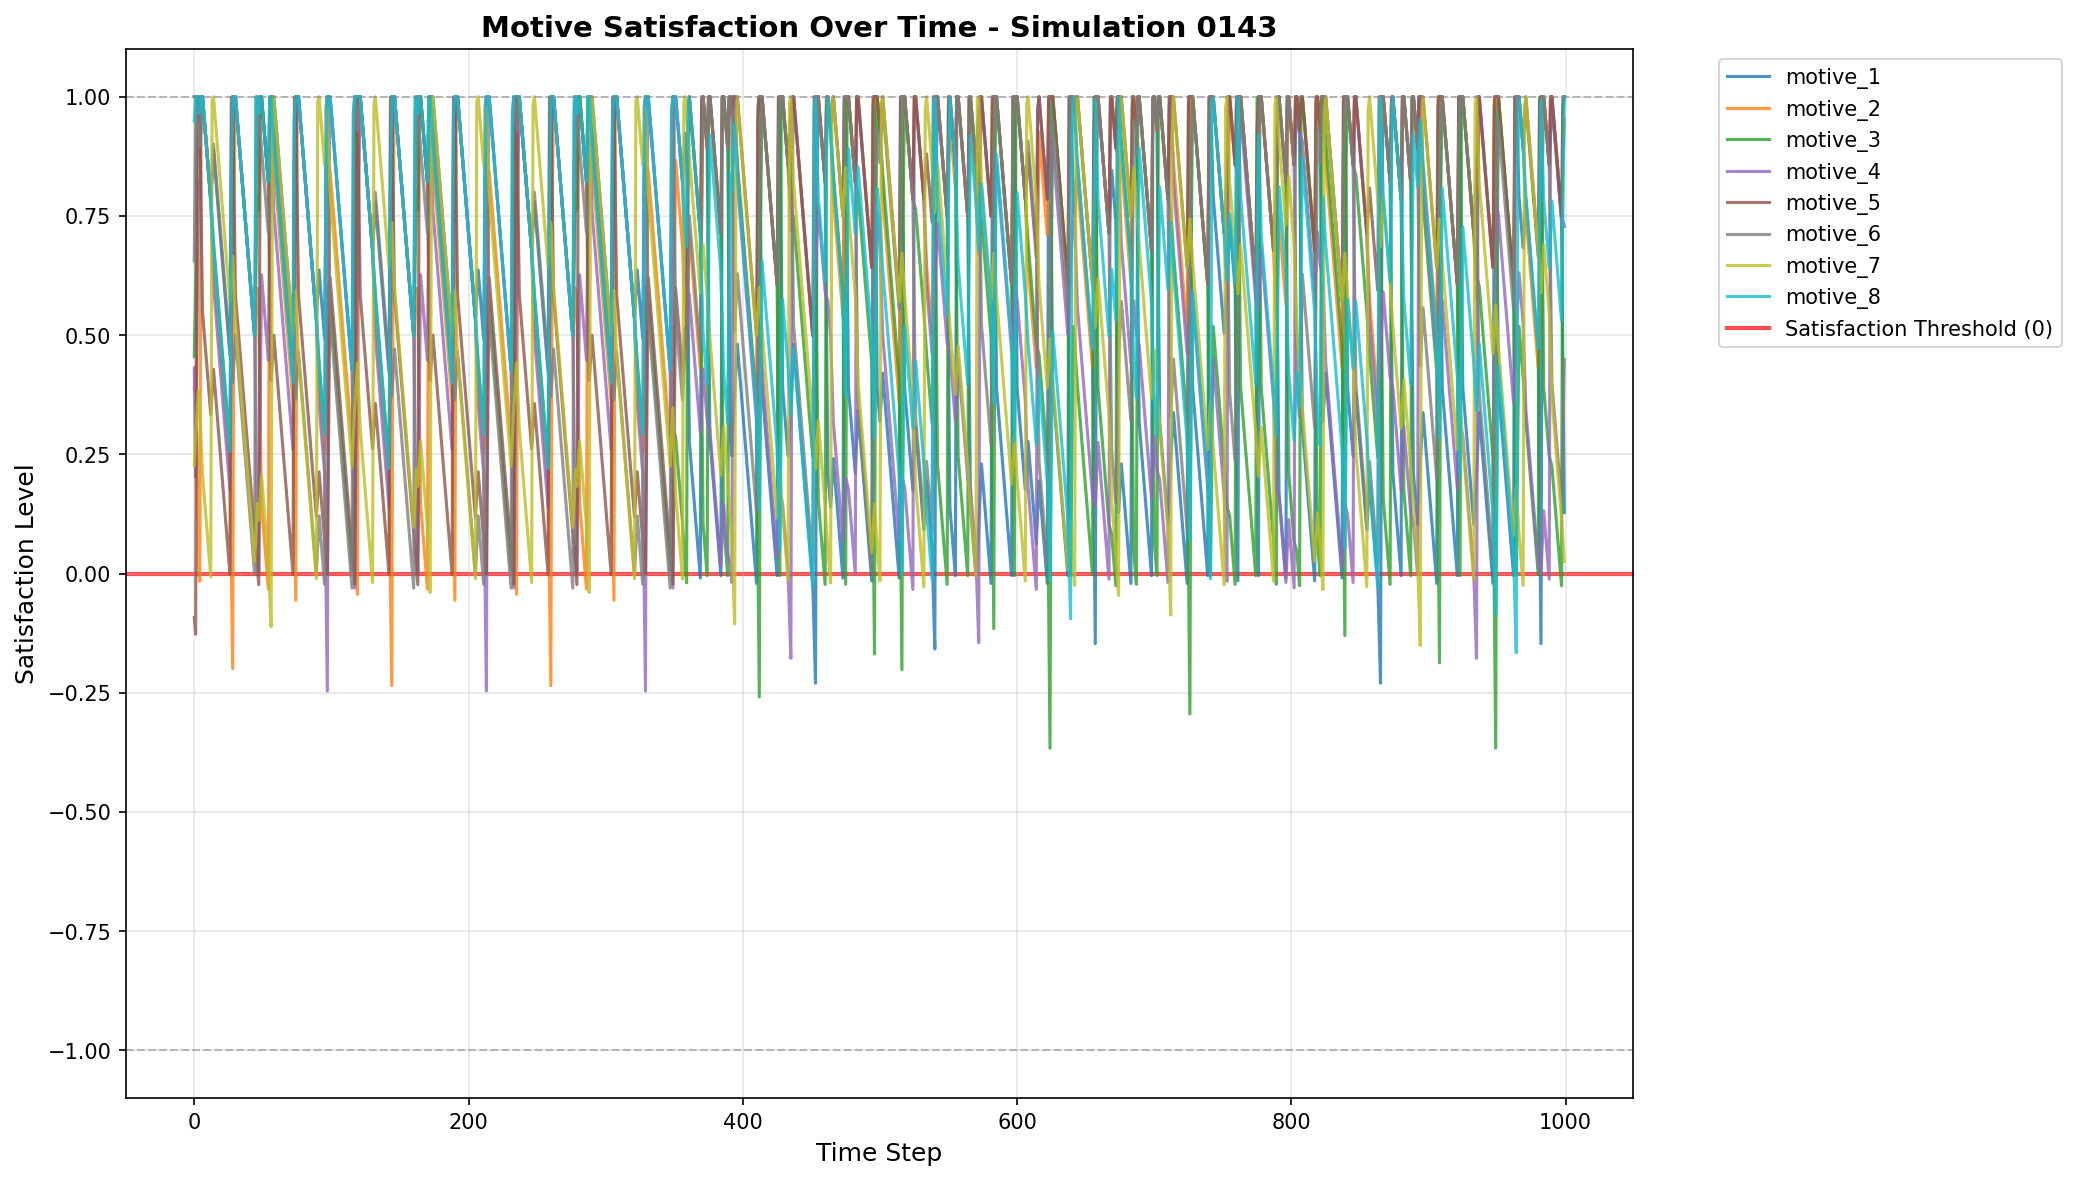 Motive Satisfaction Over Time - Simulation 0143
Satisfaction Level
1.00
0.75
0.50
0.25
0.00
−0.25
−0.50
−0.75
−1.00
0
200
400
600
800
1000
Time Step
motive_1
motive_2
motive_3
motive_4
motive_5
motive_6
motive_7
motive_8
Satisfaction Threshold (0)